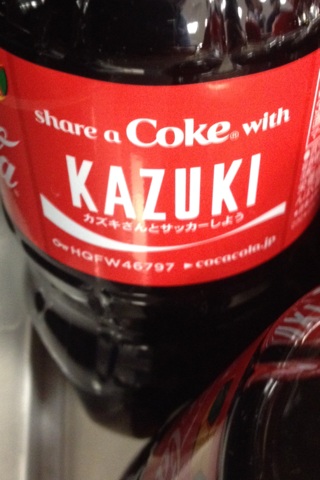 share a Coke® with
KAZUKI
カズキさんとサッカーしよう
HQFW46797 ►cocacola.jp